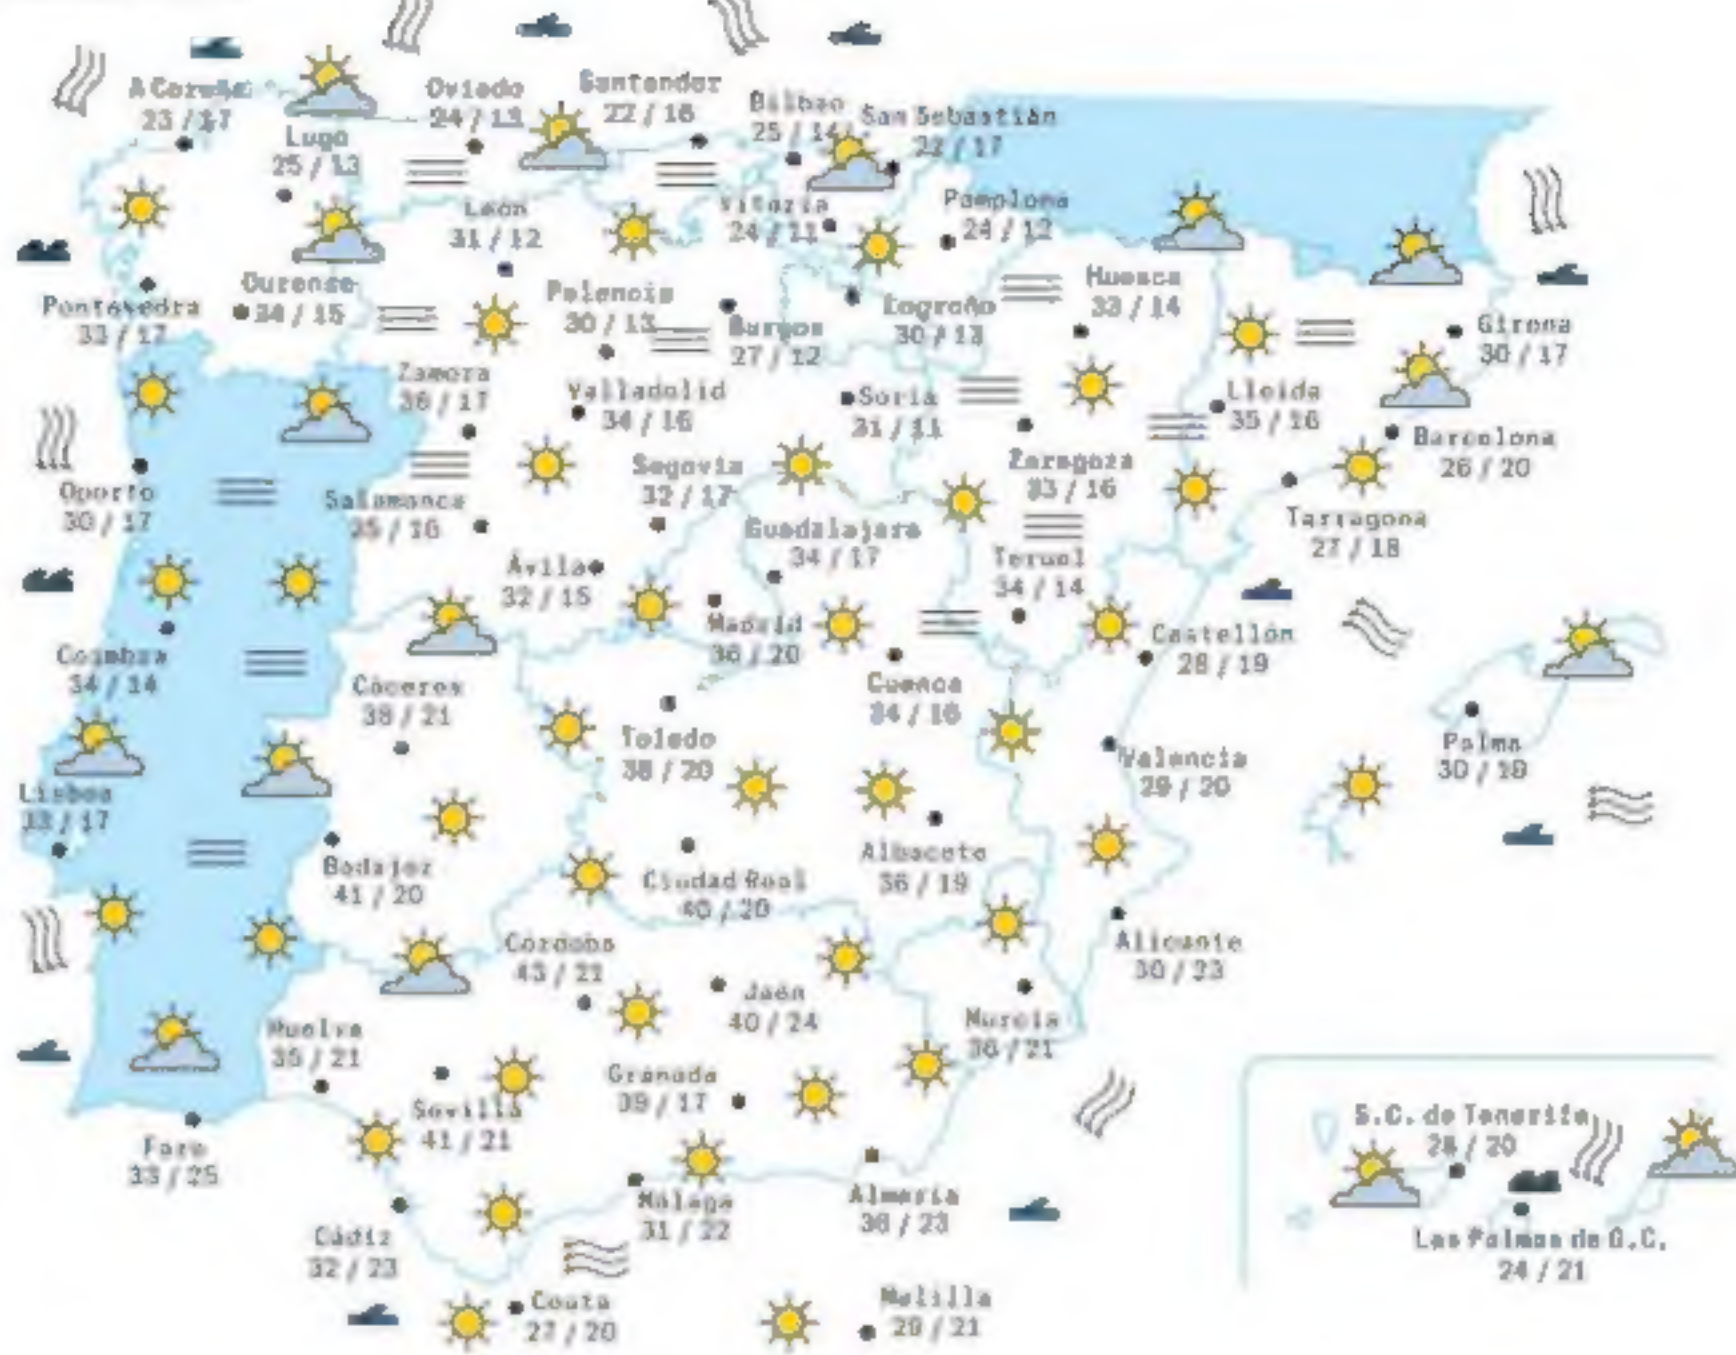 A Coruña
23 / 17
Oviedo
24 / 13
Santander
22 / 18
Bilbao
25 / 14
San Sebastián
22 / 17
Lugo
25 / 13
León
31 / 12
Vitoria
24 / 11
Pamplona
24 / 12
Pontevedra
33 / 17
Ourense
34 / 15
Palencia
30 / 13
Burgos
27 / 12
Logroño
30 / 13
Huesca
33 / 14
Girona
30 / 17
Zamora
36 / 17
Valladolid
34 / 16
Soria
31 / 11
Lleida
35 / 16
Barcelona
26 / 20
Oporto
30 / 17
Salamanca
35 / 16
Segovia
32 / 17
Zaragoza
33 / 16
Tarragona
27 / 18
Guadalajara
34 / 17
Ávila
32 / 15
Teruel
34 / 14
Madrid
36 / 20
Castellón
28 / 19
Coimbra
34 / 14
Cáceres
38 / 21
Cuenca
34 / 16
Toledo
38 / 20
Valencia
29 / 20
Palma
30 / 19
Lisboa
33 / 17
Badajoz
41 / 20
Ciudad Real
40 / 20
Albacete
36 / 19
Córdoba
43 / 21
Alicante
30 / 23
Jaén
40 / 24
Murcia
36 / 21
Huelva
35 / 21
Sevilla
41 / 21
Granada
39 / 17
Faro
33 / 25
Málaga
31 / 22
Almería
36 / 23
Cádiz
32 / 23
Ceuta
27 / 20
Melilla
29 / 21
S.C. de Tenerife
28 / 20
Las Palmas de G.C.
24 / 21